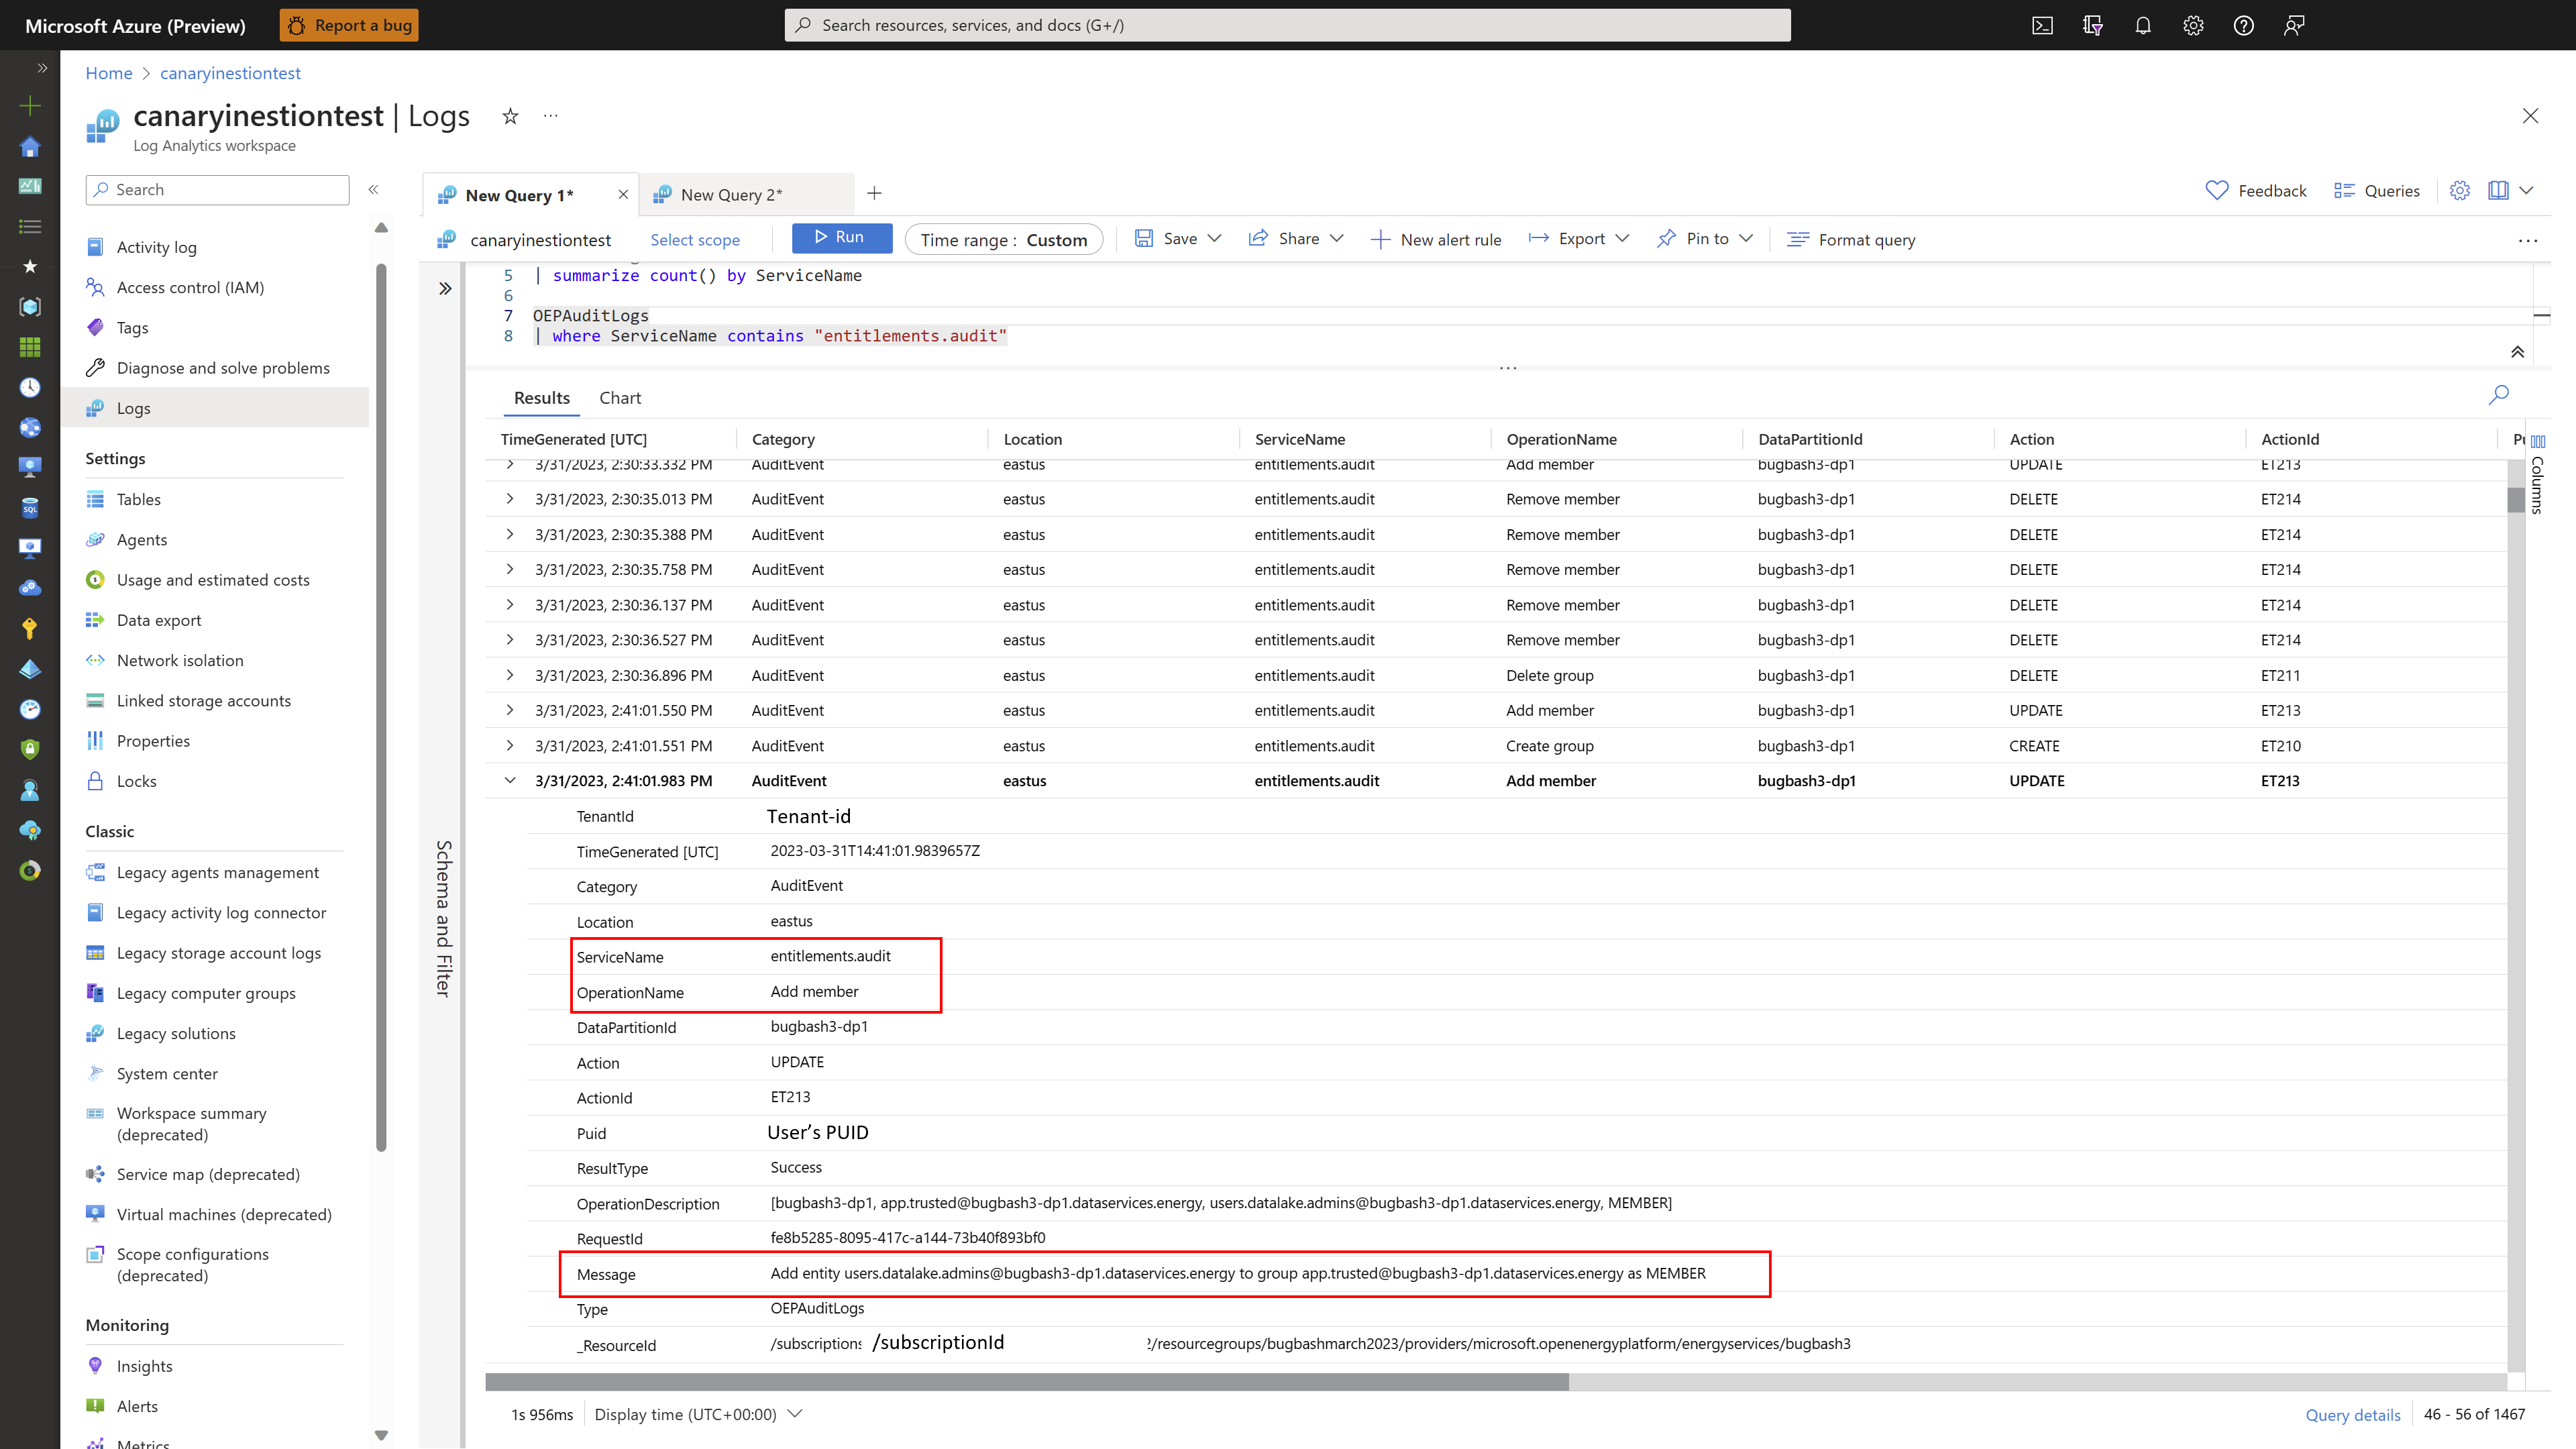 Microsoft Azure (Preview)
Report a bug
Search resources, services, and docs (G+/)
Home > canaryinestiontest
canaryinestiontest | Logs
Log Analytics workspace
Search
Activity log
Access control (IAM)
Tags
Diagnose and solve problems
Logs
Settings
Tables
Agents
Usage and estimated costs
Data export
Network isolation
Linked storage accounts
Properties
Locks
Classic
Legacy agents management
Legacy activity log connector
Legacy storage account logs
Legacy computer groups
Legacy solutions
System center
Workspace summary
(deprecated)
Service map (deprecated)
Virtual machines (deprecated)
Scope configurations
(deprecated)
Monitoring
Insights
Alerts
Metrics
New Query 1*
New Query 2*
Feedback
Queries
canaryinestiontest
Select scope
Run
Time range : Custom
Save
Share
New alert rule
Export
Pin to
Format query
Schema and Filter
5 | summarize count() by ServiceName
6
7 OEPAuditLogs
8 | where ServiceName contains "entitlements.audit"
Results Chart
TimeGenerated [UTC] Category Location ServiceName OperationName DataPartitionId Action ActionId
Columns
3/31/2023, 2:30:33.332 PM AuditEvent eastus entitlements.audit Add member bugbash3-dp1 UPDATE ET213
3/31/2023, 2:30:35.013 PM AuditEvent eastus entitlements.audit Remove member bugbash3-dp1 DELETE ET214
3/31/2023, 2:30:35.388 PM AuditEvent eastus entitlements.audit Remove member bugbash3-dp1 DELETE ET214
3/31/2023, 2:30:35.758 PM AuditEvent eastus entitlements.audit Remove member bugbash3-dp1 DELETE ET214
3/31/2023, 2:30:36.137 PM AuditEvent eastus entitlements.audit Remove member bugbash3-dp1 DELETE ET214
3/31/2023, 2:30:36.527 PM AuditEvent eastus entitlements.audit Remove member bugbash3-dp1 DELETE ET214
3/31/2023, 2:30:36.896 PM AuditEvent eastus entitlements.audit Delete group bugbash3-dp1 DELETE ET211
3/31/2023, 2:41:01.550 PM AuditEvent eastus entitlements.audit Add member bugbash3-dp1 UPDATE ET213
3/31/2023, 2:41:01.551 PM AuditEvent eastus entitlements.audit Create group bugbash3-dp1 CREATE ET210
3/31/2023, 2:41:01.983 PM AuditEvent eastus entitlements.audit Add member bugbash3-dp1 UPDATE ET213
TenantId Tenant-id
TimeGenerated [UTC] 2023-03-31T14:41:01.9839657Z
Category AuditEvent
Location eastus
ServiceName entitlements.audit
OperationName Add member
DataPartitionId bugbash3-dp1
Action UPDATE
ActionId ET213
Puid User's PUID
ResultType Success
OperationDescription [bugbash3-dp1, app.trusted@bugbash3-dp1.dataservices.energy, users.datalake.admins@bugbash3-dp1.dataservices.energy, MEMBER]
RequestId fe8b5285-8095-417c-a144-73b40f893bf0
Message Add entity users.datalake.admins@bugbash3-dp1.dataservices.energy to group app.trusted@bugbash3-dp1.dataservices.energy as MEMBER
Type OEPAuditLogs
_ResourceId /subscriptions /subscriptionId 2/resourcegroups/bugbashmarch2023/providers/microsoft.openenergyplatform/energyservices/bugbash3
1s 956ms Display time (UTC+00:00)
Query details 46 - 56 of 1467